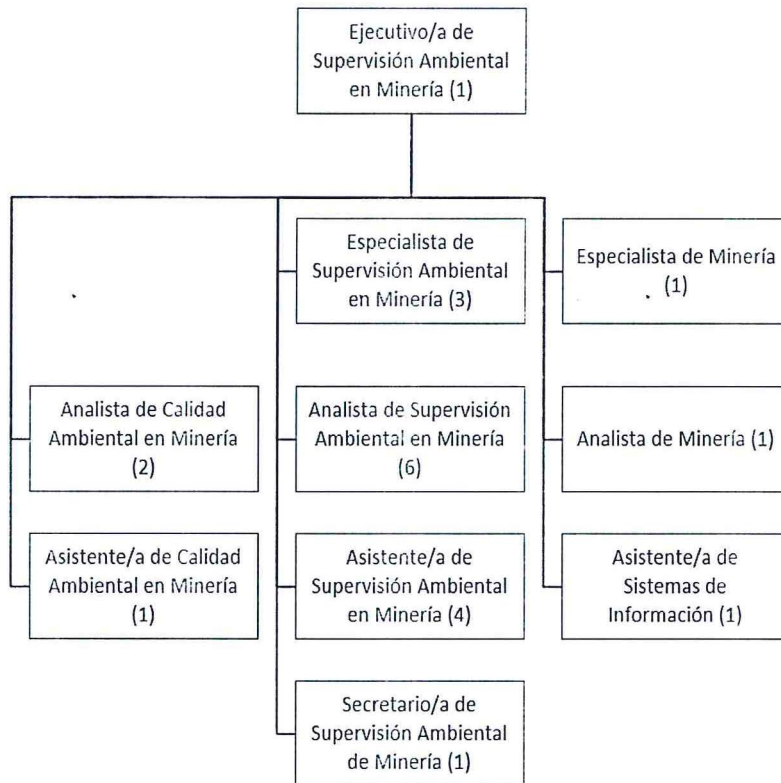 Ejecutivo/a de
Supervisión Ambiental
en Minería (1)
Especialista de
Supervisión Ambiental
en Minería (3)
Especialista de Minería
(1)
Analista de Calidad
Ambiental en Minería
(2)
Analista de Supervisión
Ambiental en Minería
(6)
Analista de Minería (1)
Asistente/a de Calidad
Ambiental en Minería
(1)
Asistente/a de
Supervisión Ambiental
en Minería (4)
Asistente/a de
Sistemas de
Información (1)
Secretario/a de
Supervisión Ambiental
de Minería (1)